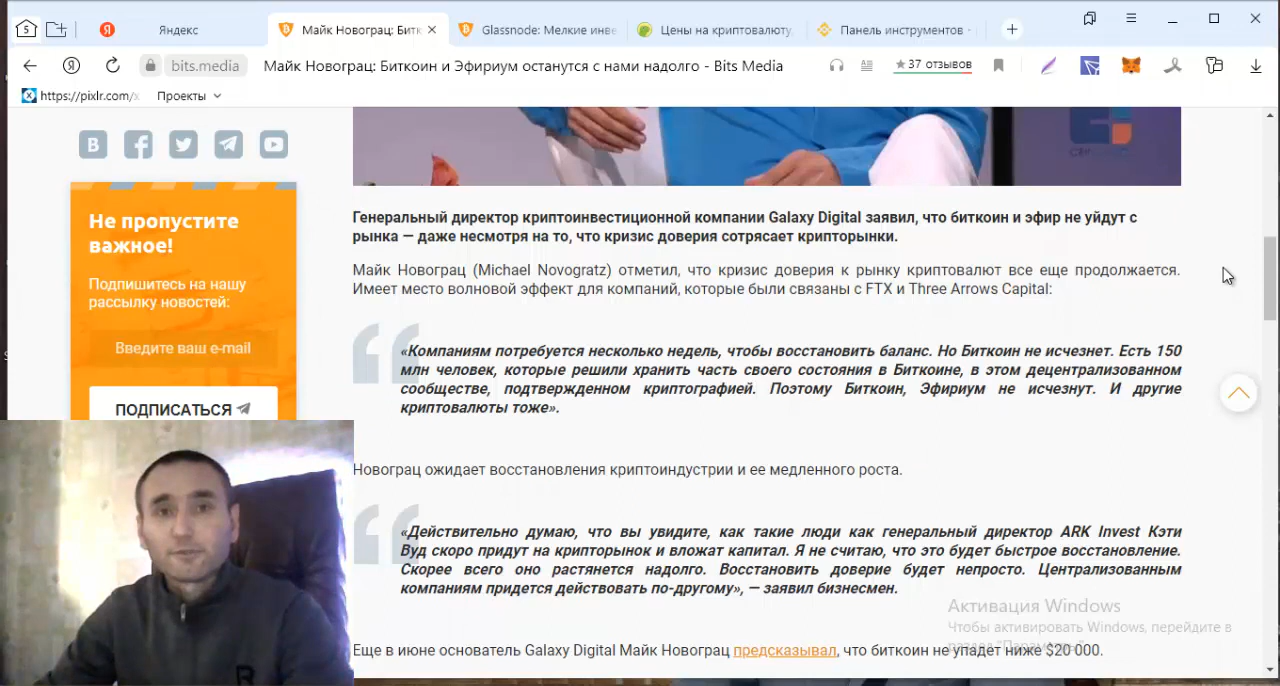 5
Я
Яндекс
Майк Новограц: Битк
Glassnode: Мелкие инве
Цены на криптовалюту,
Панель инструментов -
Я
bits.media
Майк Новограц: Биткоин и Эфириум останутся с нами надолго - Bits Media
★ 37 отзывов
https://pixlr.com/x
Проекты
Не пропустите
важное!
Подпишитесь на нашу
рассылку новостей:
Введите ваш e-mail
ПОДПИСАТЬСЯ
Генеральный директор криптоинвестиционной компании Galaxy Digital заявил, что биткоин и эфир не уйдут с
рынка — даже несмотря на то, что кризис доверия сотрясает крипторынки.
Майк Новограц (Michael Novogratz) отметил, что кризис доверия к рынку криптовалют все еще продолжается.
Имеет место волновой эффект для компаний, которые были связаны с FTX и Three Arrows Capital:
«Компаниям потребуется несколько недель, чтобы восстановить баланс. Но Биткоин не исчезнет. Есть 150
млн человек, которые решили хранить часть своего состояния в Биткоине, в этом децентрализованном
сообществе, подтвержденном криптографией. Поэтому Биткоин, Эфириум не исчезнут. И другие
криптовалюты тоже».
Новограц ожидает восстановления криптоиндустрии и ее медленного роста.
«Действительно думаю, что вы увидите, как такие люди как генеральный директор ARK Invest Кэти
Вуд скоро придут на крипторынок и вложат капитал. Я не считаю, что это будет быстрое восстановление.
Скорее всего оно растянется надолго. Восстановить доверие будет непросто. Централизованным
компаниям придется действовать по-другому», — заявил бизнесмен.
Активация Windows
Чтобы активировать Windows, перейдите в
раздел "Параметры".
Еще в июне основатель Galaxy Digital Майк Новограц предсказывал, что биткоин не упадет ниже $20 000.